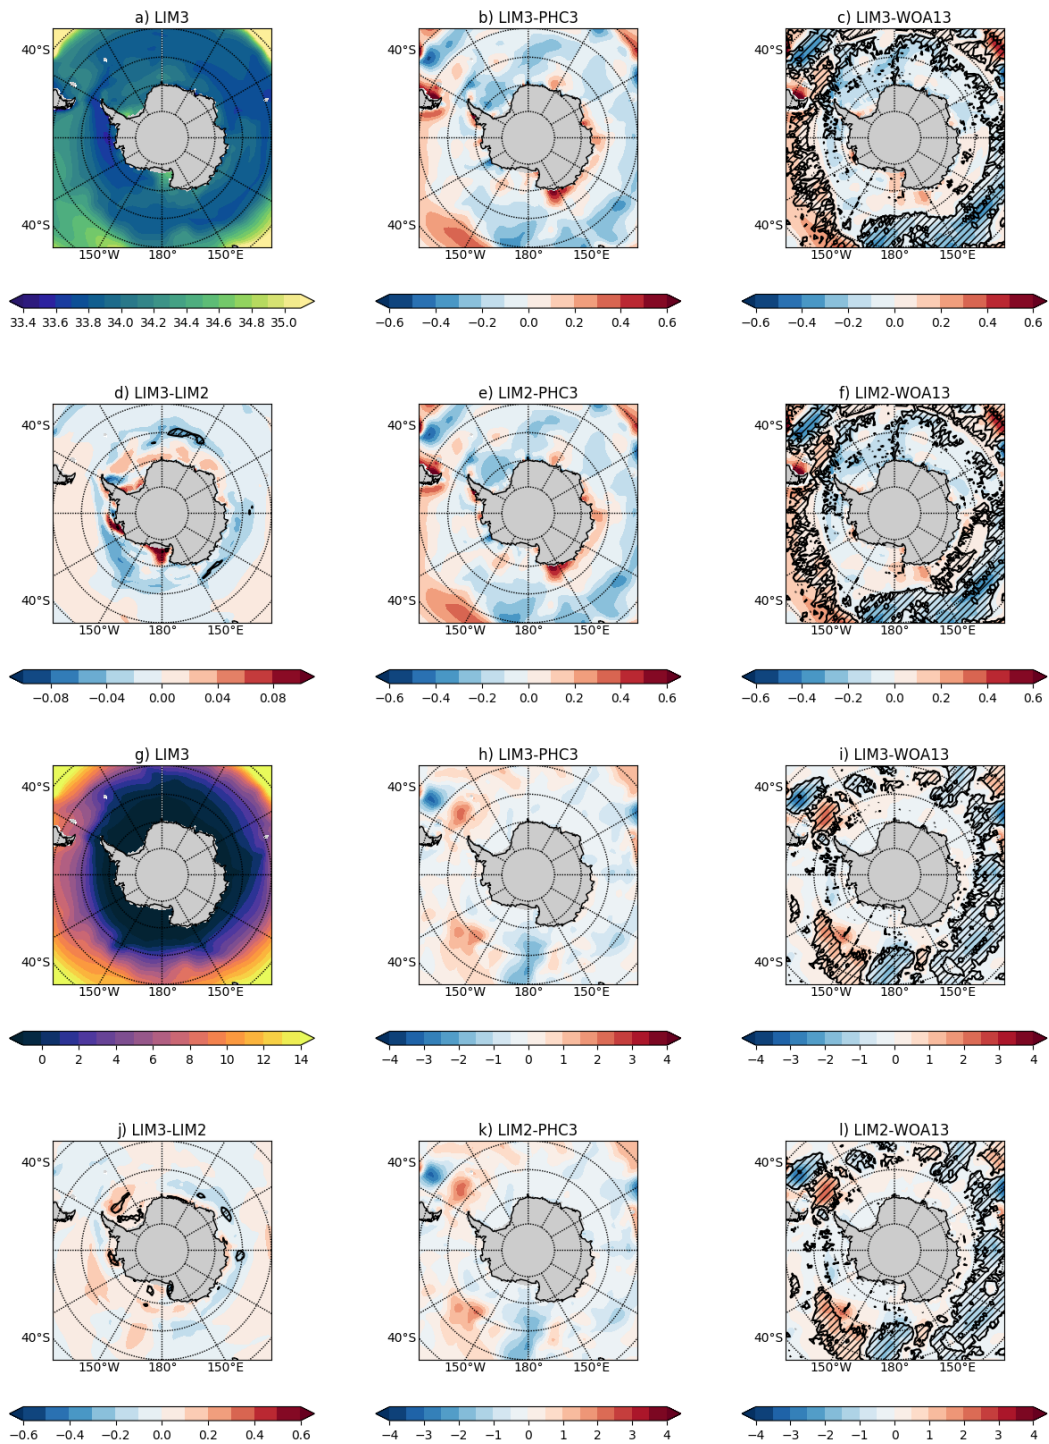 a) LIM3 b) LIM3-PHC3 c) LIM3-WOA13
40°S 40°S 40°S
40°S 40°S 40°S
150°W 180° 150°E 150°W 180° 150°E 150°W 180° 150°E
33.4 33.6 33.8 34.0 34.2 34.4 34.6 34.8 35.0 −0.6 −0.4 −0.2 0.0 0.2 0.4 0.6 −0.6 −0.4 −0.2 0.0 0.2 0.4 0.6
d) LIM3-LIM2 e) LIM2-PHC3 f) LIM2-WOA13
40°S 40°S 40°S
40°S 40°S 40°S
150°W 180° 150°E 150°W 180° 150°E 150°W 180° 150°E
−0.08 −0.04 0.00 0.04 0.08 −0.6 −0.4 −0.2 0.0 0.2 0.4 0.6 −0.6 −0.4 −0.2 0.0 0.2 0.4 0.6
g) LIM3 h) LIM3-PHC3 i) LIM3-WOA13
40°S 40°S 40°S
40°S 40°S 40°S
150°W 180° 150°E 150°W 180° 150°E 150°W 180° 150°E
0 2 4 6 8 10 12 14 −4 −3 −2 −1 0 1 2 3 4 −4 −3 −2 −1 0 1 2 3 4
j) LIM3-LIM2 k) LIM2-PHC3 l) LIM2-WOA13
40°S 40°S 40°S
40°S 40°S 40°S
150°W 180° 150°E 150°W 180° 150°E 150°W 180° 150°E
−0.6 −0.4 −0.2 0.0 0.2 0.4 0.6 −4 −3 −2 −1 0 1 2 3 4 −4 −3 −2 −1 0 1 2 3 4